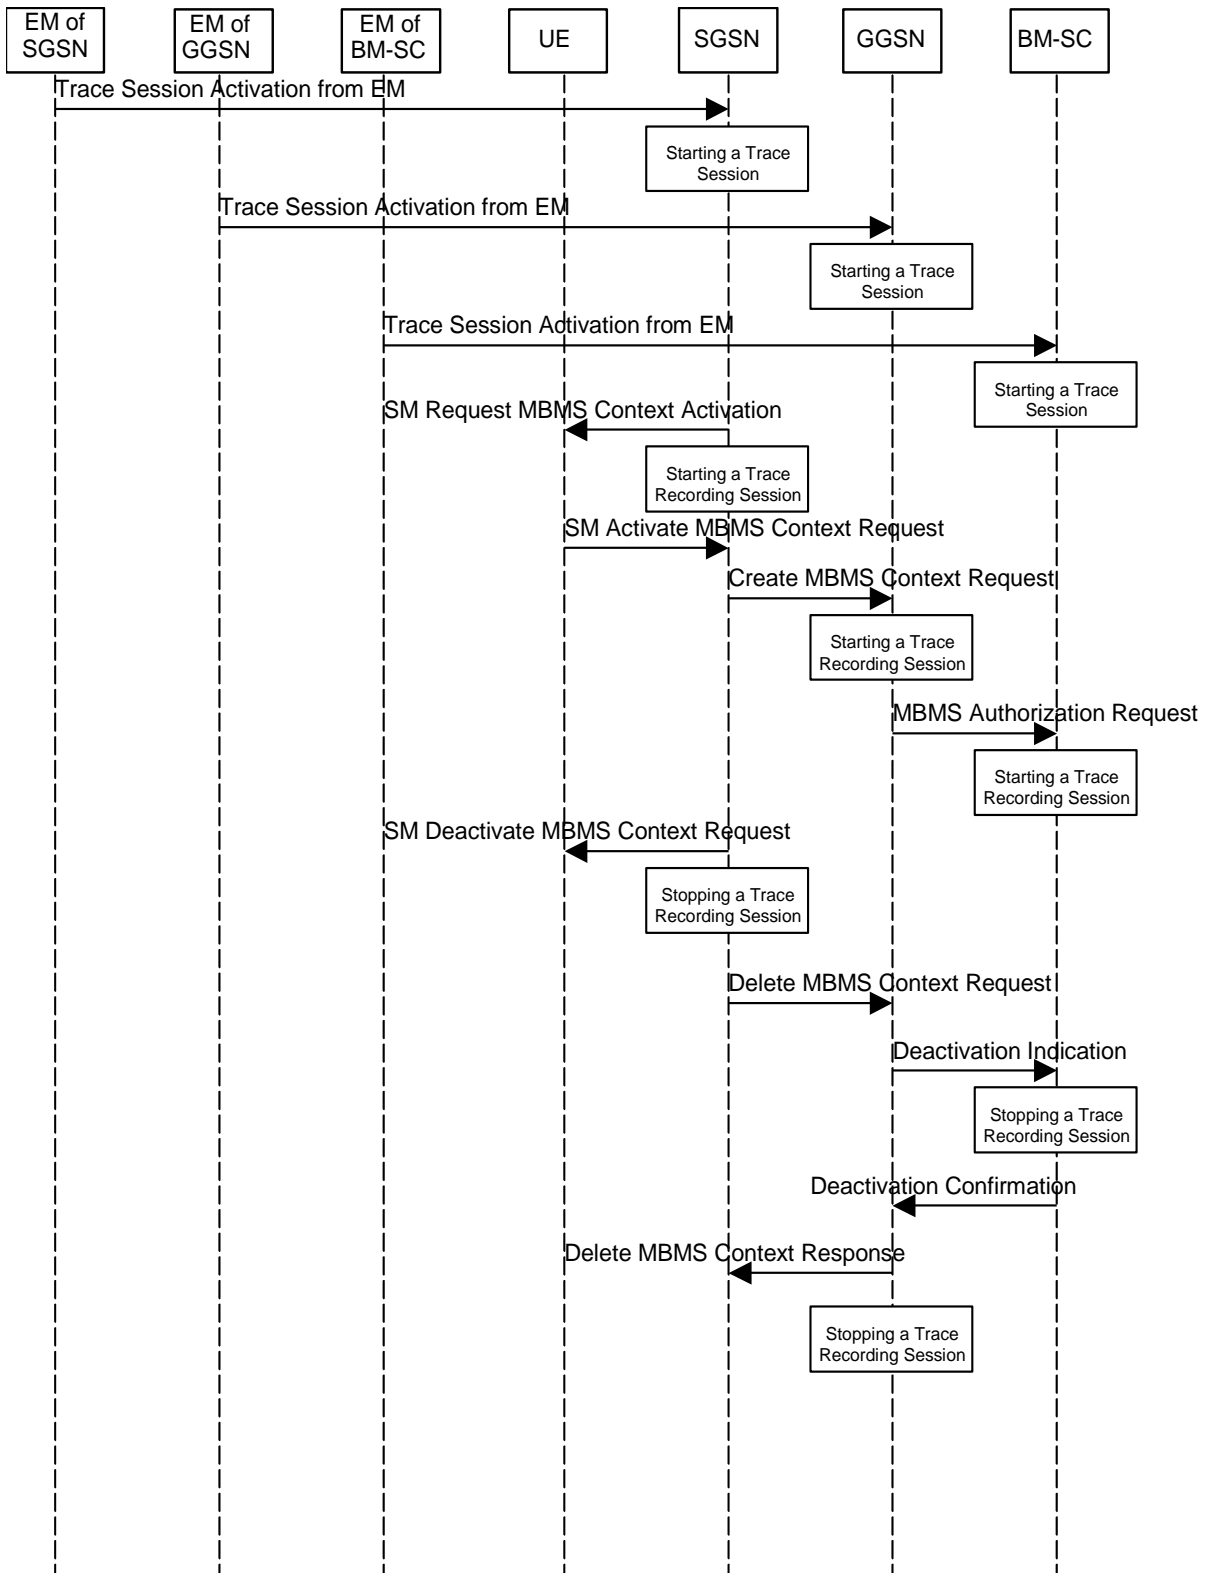 EM of
SGSN
EM of
GGSN
EM of
BM-SC
UE
SGSN
GGSN
BM-SC
Trace Session Activation from EM
Starting a Trace
Session
Trace Session Activation from EM
Starting a Trace
Session
Trace Session Activation from EM
Starting a Trace
Session
SM Request MBMS Context Activation
Starting a Trace
Recording Session
SM Activate MBMS Context Request
Create MBMS Context Request
Starting a Trace
Recording Session
MBMS Authorization Request
Starting a Trace
Recording Session
SM Deactivate MBMS Context Request
Stopping a Trace
Recording Session
Delete MBMS Context Request
Deactivation Indication
Stopping a Trace
Recording Session
Deactivation Confirmation
Delete MBMS Context Response
Stopping a Trace
Recording Session